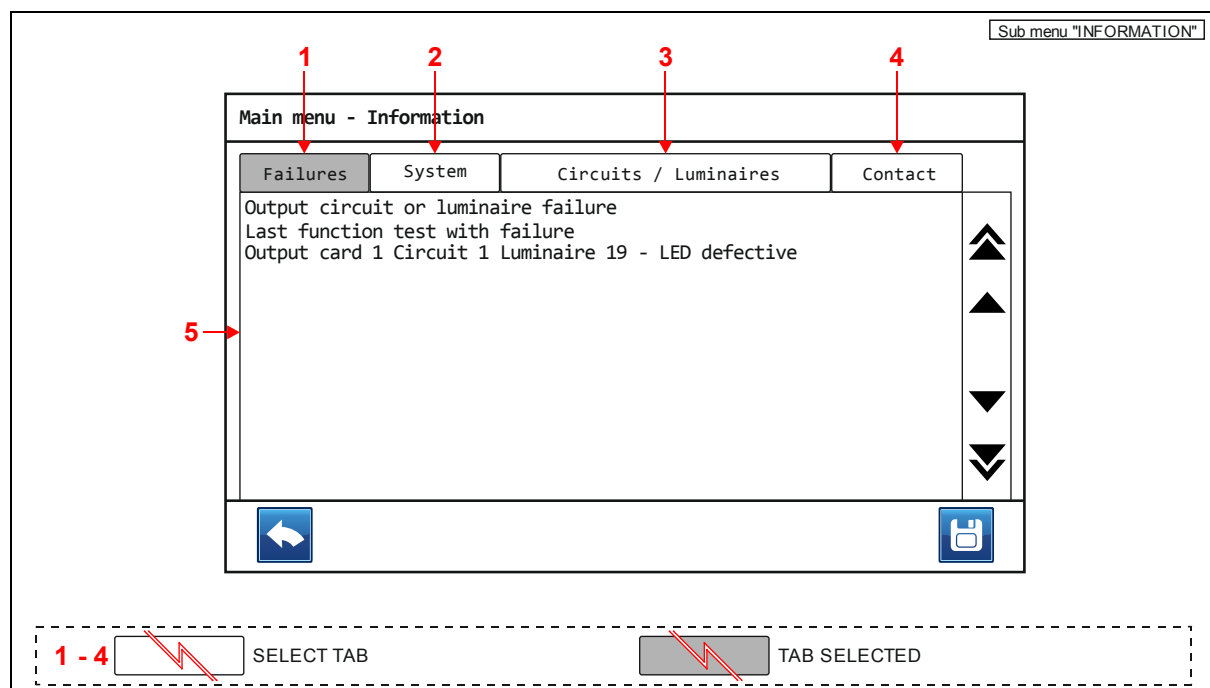 Sub menu "INFORMATION"
1 2 3 4
Main menu - Information
Failures System Circuits / Luminaires Contact
Output circuit or luminaire failure
Last function test with failure
Output card 1 Circuit 1 Luminaire 19 - LED defective
5
1 - 4 SELECT TAB TAB SELECTED